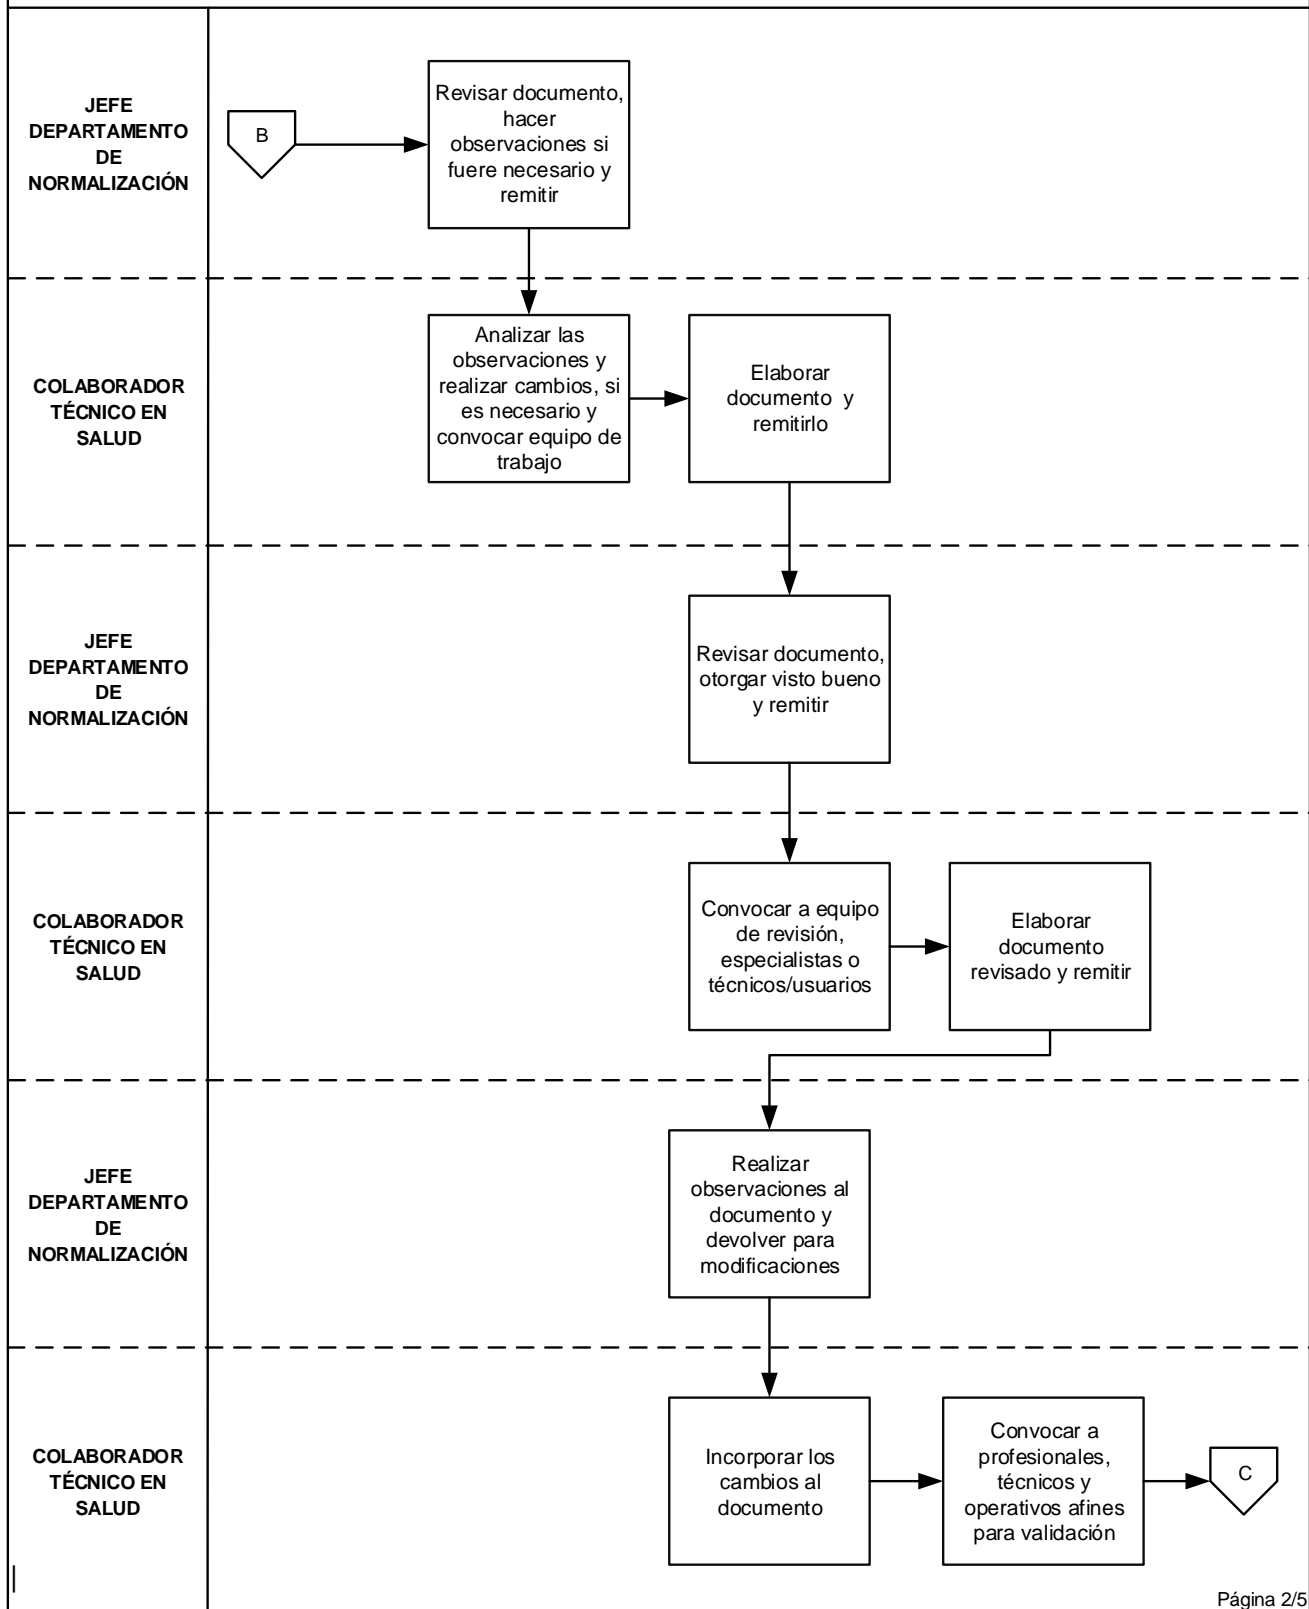 JEFE
DEPARTAMENTO
DE
NORMALIZACIÓN
B
Revisar documento,
hacer
observaciones si
fuere necesario y
remitir
COLABORADOR
TÉCNICO EN
SALUD
Analizar las
observaciones y
realizar cambios, si
es necesario y
convocar equipo de
trabajo
Elaborar
documento y
remitirlo
JEFE
DEPARTAMENTO
DE
NORMALIZACIÓN
Revisar documento,
otorgar visto bueno
y remitir
COLABORADOR
TÉCNICO EN
SALUD
Convocar a equipo
de revisión,
especialistas o
técnicos/usuarios
Elaborar
documento
revisado y remitir
JEFE
DEPARTAMENTO
DE
NORMALIZACIÓN
Realizar
observaciones al
documento y
devolver para
modificaciones
COLABORADOR
TÉCNICO EN
SALUD
Incorporar los
cambios al
documento
Convocar a
profesionales,
técnicos y
operativos afines
para validación
C
Página 2/5